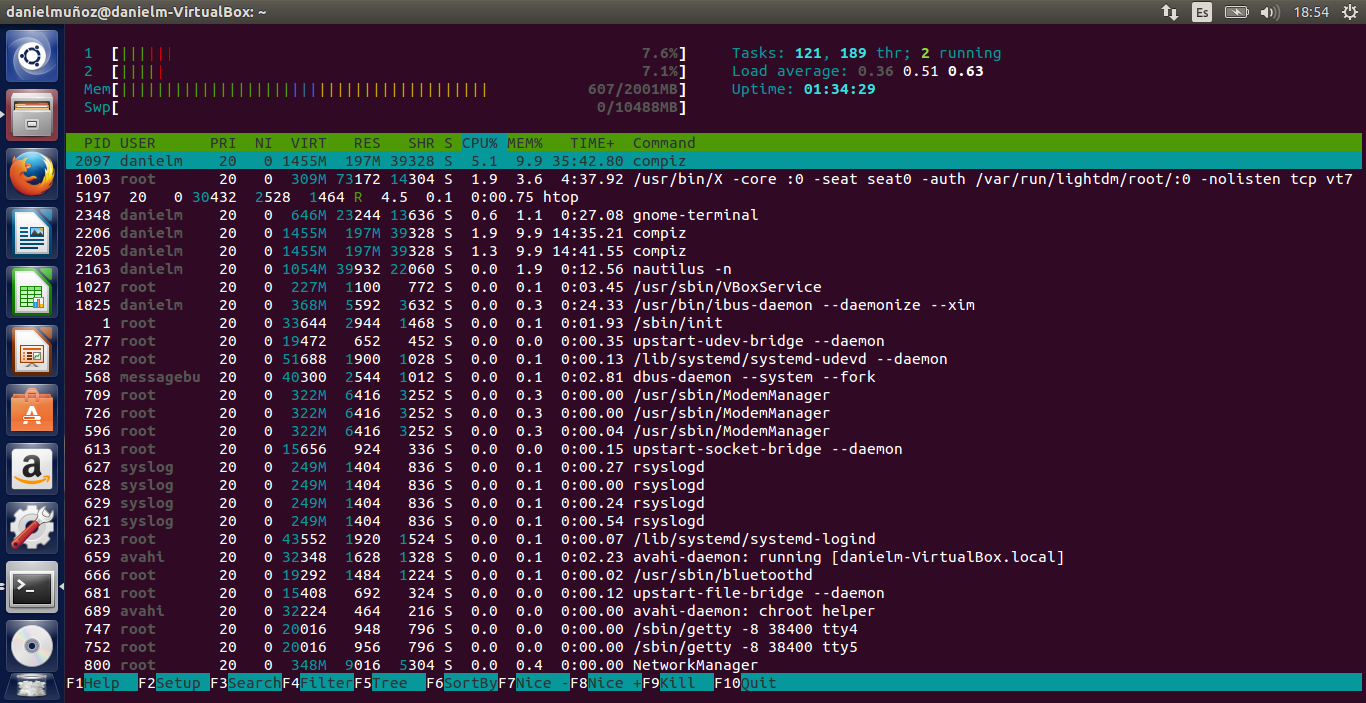 danielmuñoz@danielm-VirtualBox: ~ Es 18:54
1 [||||||| 7.6%] Tasks: 121, 189 thr; 2 running
2 [||||| 7.1%] Load average: 0.36 0.51 0.63
Mem[|||||||||||||||||||||||||||||||||||||||||| 607/2001MB] Uptime: 01:34:29
Swp[ 0/10488MB]
PID USER PRI NI VIRT RES SHR S CPU% MEM% TIME+ Command
2097 danielm 20 0 1455M 197M 39328 S 5.1 9.9 35:42.80 compiz
1003 root 20 0 309M 73172 14304 S 1.9 3.6 4:37.92 /usr/bin/X -core :0 -seat seat0 -auth /var/run/lightdm/root/:0 -nolisten tcp vt7
5197 20 0 30432 2528 1464 R 4.5 0.1 0:00.75 htop
2348 danielm 20 0 646M 23244 13636 S 0.6 1.1 0:27.08 gnome-terminal
2206 danielm 20 0 1455M 197M 39328 S 1.9 9.9 14:35.21 compiz
2205 danielm 20 0 1455M 197M 39328 S 1.3 9.9 14:41.55 compiz
2163 danielm 20 0 1054M 39932 22060 S 0.0 1.9 0:12.56 nautilus -n
1027 root 20 0 227M 1100 772 S 0.0 0.1 0:03.45 /usr/sbin/VBoxService
1825 danielm 20 0 368M 5592 3632 S 0.0 0.3 0:24.33 /usr/bin/ibus-daemon --daemonize --xim
1 root 20 0 33644 2944 1468 S 0.0 0.1 0:01.93 /sbin/init
277 root 20 0 19472 652 452 S 0.0 0.0 0:00.35 upstart-udev-bridge --daemon
282 root 20 0 51688 1900 1028 S 0.0 0.1 0:00.13 /lib/systemd/systemd-udevd --daemon
568 messagebu 20 0 40300 2544 1012 S 0.0 0.1 0:02.81 dbus-daemon --system --fork
709 root 20 0 322M 6416 3252 S 0.0 0.3 0:00.00 /usr/sbin/ModemManager
726 root 20 0 322M 6416 3252 S 0.0 0.3 0:00.00 /usr/sbin/ModemManager
596 root 20 0 322M 6416 3252 S 0.0 0.3 0:00.04 /usr/sbin/ModemManager
613 root 20 0 15656 924 336 S 0.0 0.0 0:00.15 upstart-socket-bridge --daemon
627 syslog 20 0 249M 1404 836 S 0.0 0.1 0:00.27 rsyslogd
628 syslog 20 0 249M 1404 836 S 0.0 0.1 0:00.00 rsyslogd
629 syslog 20 0 249M 1404 836 S 0.0 0.1 0:00.24 rsyslogd
621 syslog 20 0 249M 1404 836 S 0.0 0.1 0:00.54 rsyslogd
623 root 20 0 43552 1920 1524 S 0.0 0.1 0:00.07 /lib/systemd/systemd-logind
659 avahi 20 0 32348 1628 1328 S 0.0 0.1 0:02.23 avahi-daemon: running [danielm-VirtualBox.local]
666 root 20 0 19292 1484 1224 S 0.0 0.1 0:00.02 /usr/sbin/bluetoothd
681 root 20 0 15408 692 324 S 0.0 0.0 0:00.12 upstart-file-bridge --daemon
689 avahi 20 0 32224 464 216 S 0.0 0.0 0:00.00 avahi-daemon: chroot helper
747 root 20 0 20016 948 796 S 0.0 0.0 0:00.00 /sbin/getty -8 38400 tty4
752 root 20 0 20016 956 796 S 0.0 0.0 0:00.00 /sbin/getty -8 38400 tty5
800 root 20 0 348M 9016 5304 S 0.0 0.4 0:00.00 NetworkManager
F1Help F2Setup F3SearchF4FilterF5Tree F6SortByF7Nice -F8Nice +F9Kill F10Quit